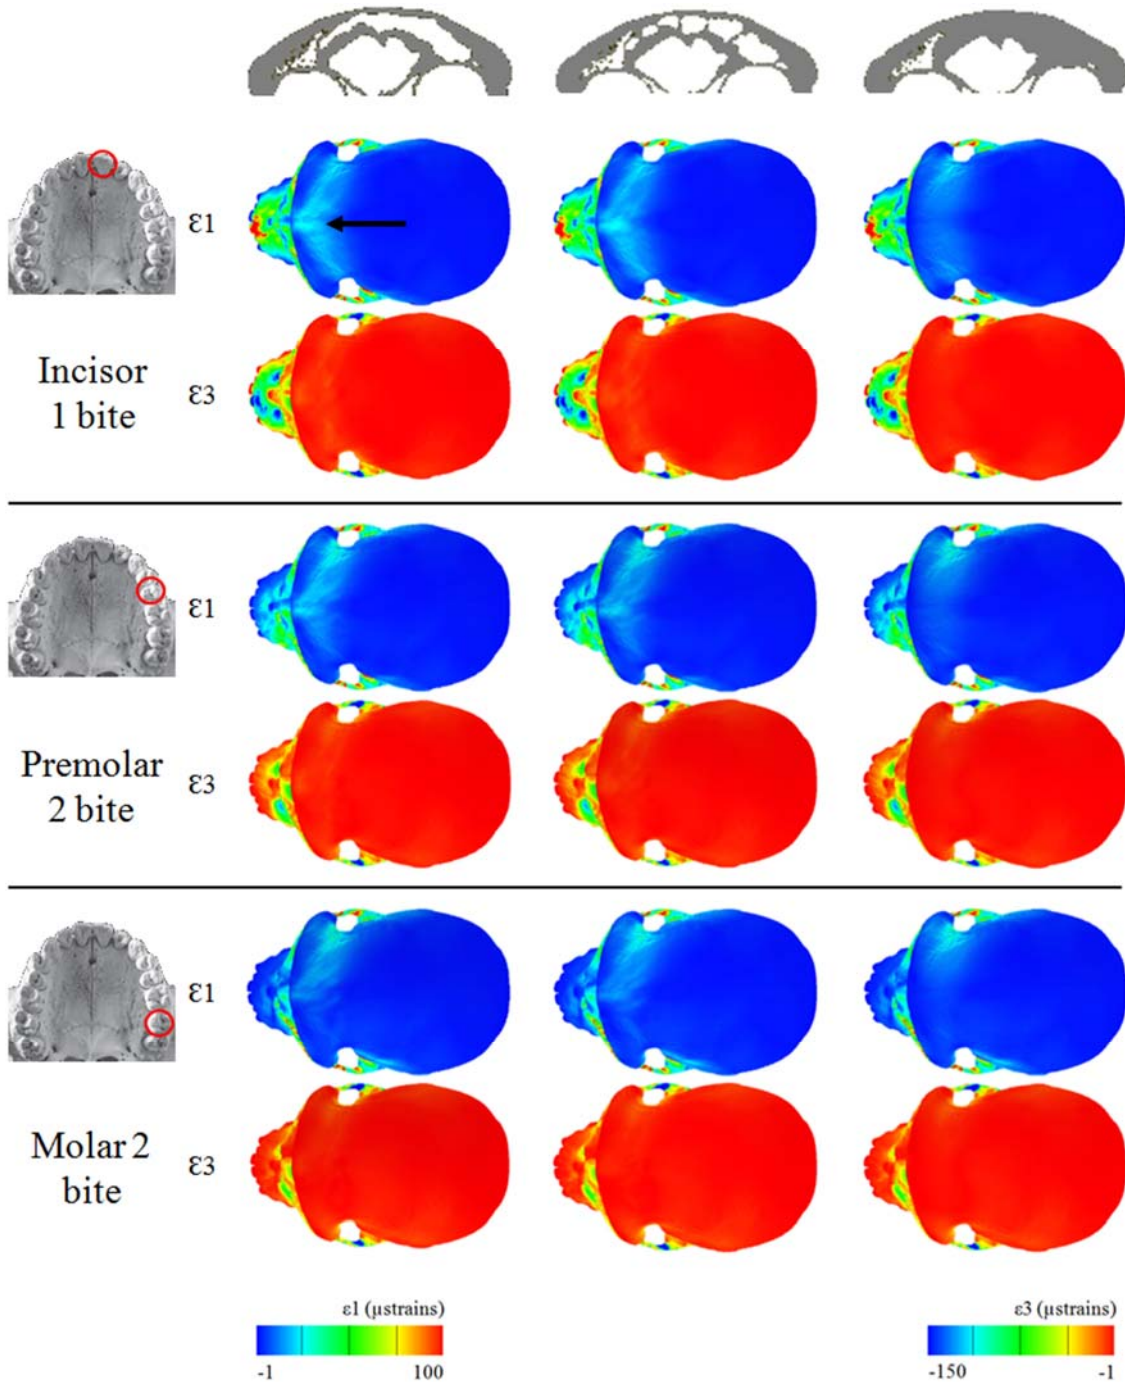 ε1
Incisor
1 bite
ε3
ε1
Premolar
2 bite
ε3
ε1
Molar 2
bite
ε3
ε1 (µstrains)
-1 100
ε3 (µstrains)
-150 -1